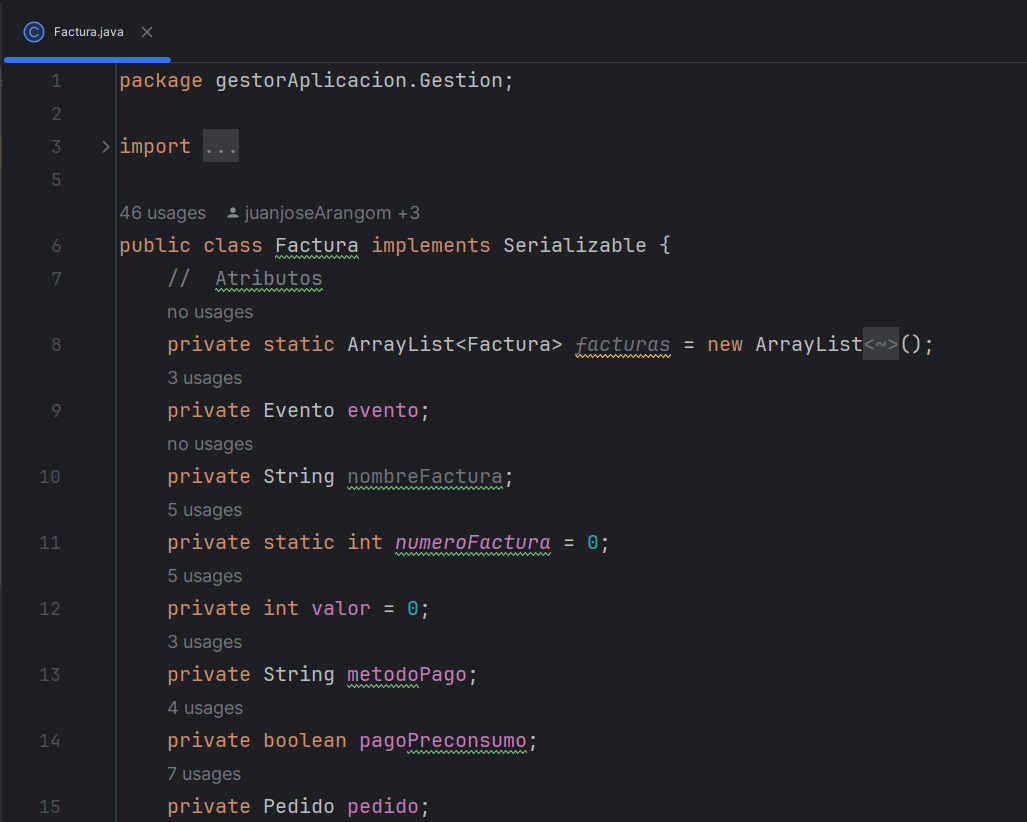 Factura.java
1 package gestorAplicacion.Gestion;
2
3 import ...
5
46 usages juanjoseArangom +3
6 public class Factura implements Serializable {
7 // Atributos
no usages
8 private static ArrayList<Factura> facturas = new ArrayList<~>();
3 usages
9 private Evento evento;
no usages
10 private String nombreFactura;
5 usages
11 private static int numeroFactura = 0;
5 usages
12 private int valor = 0;
3 usages
13 private String metodoPago;
4 usages
14 private boolean pagoPreconsumo;
7 usages
15 private Pedido pedido;